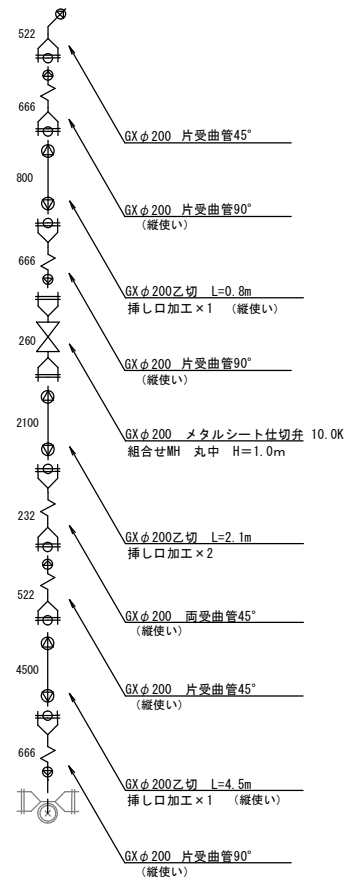 522
666
GXφ200 片受曲管45°
800
GXφ200 片受曲管90°
(縦使い)
666
GXφ200乙切 L=0.8m
挿し口加工×1 (縦使い)
260
GXφ200 片受曲管90°
(縦使い)
2100
GXφ200 メタルシート仕切弁 10.0K
組合せMH 丸中 H=1.0m
232
GXφ200乙切 L=2.1m
挿し口加工×2
522
GXφ200 両受曲管45°
(縦使い)
4500
GXφ200 片受曲管45°
(縦使い)
666
GXφ200乙切 L=4.5m
挿し口加工×1 (縦使い)
GXφ200 片受曲管90°
(縦使い)